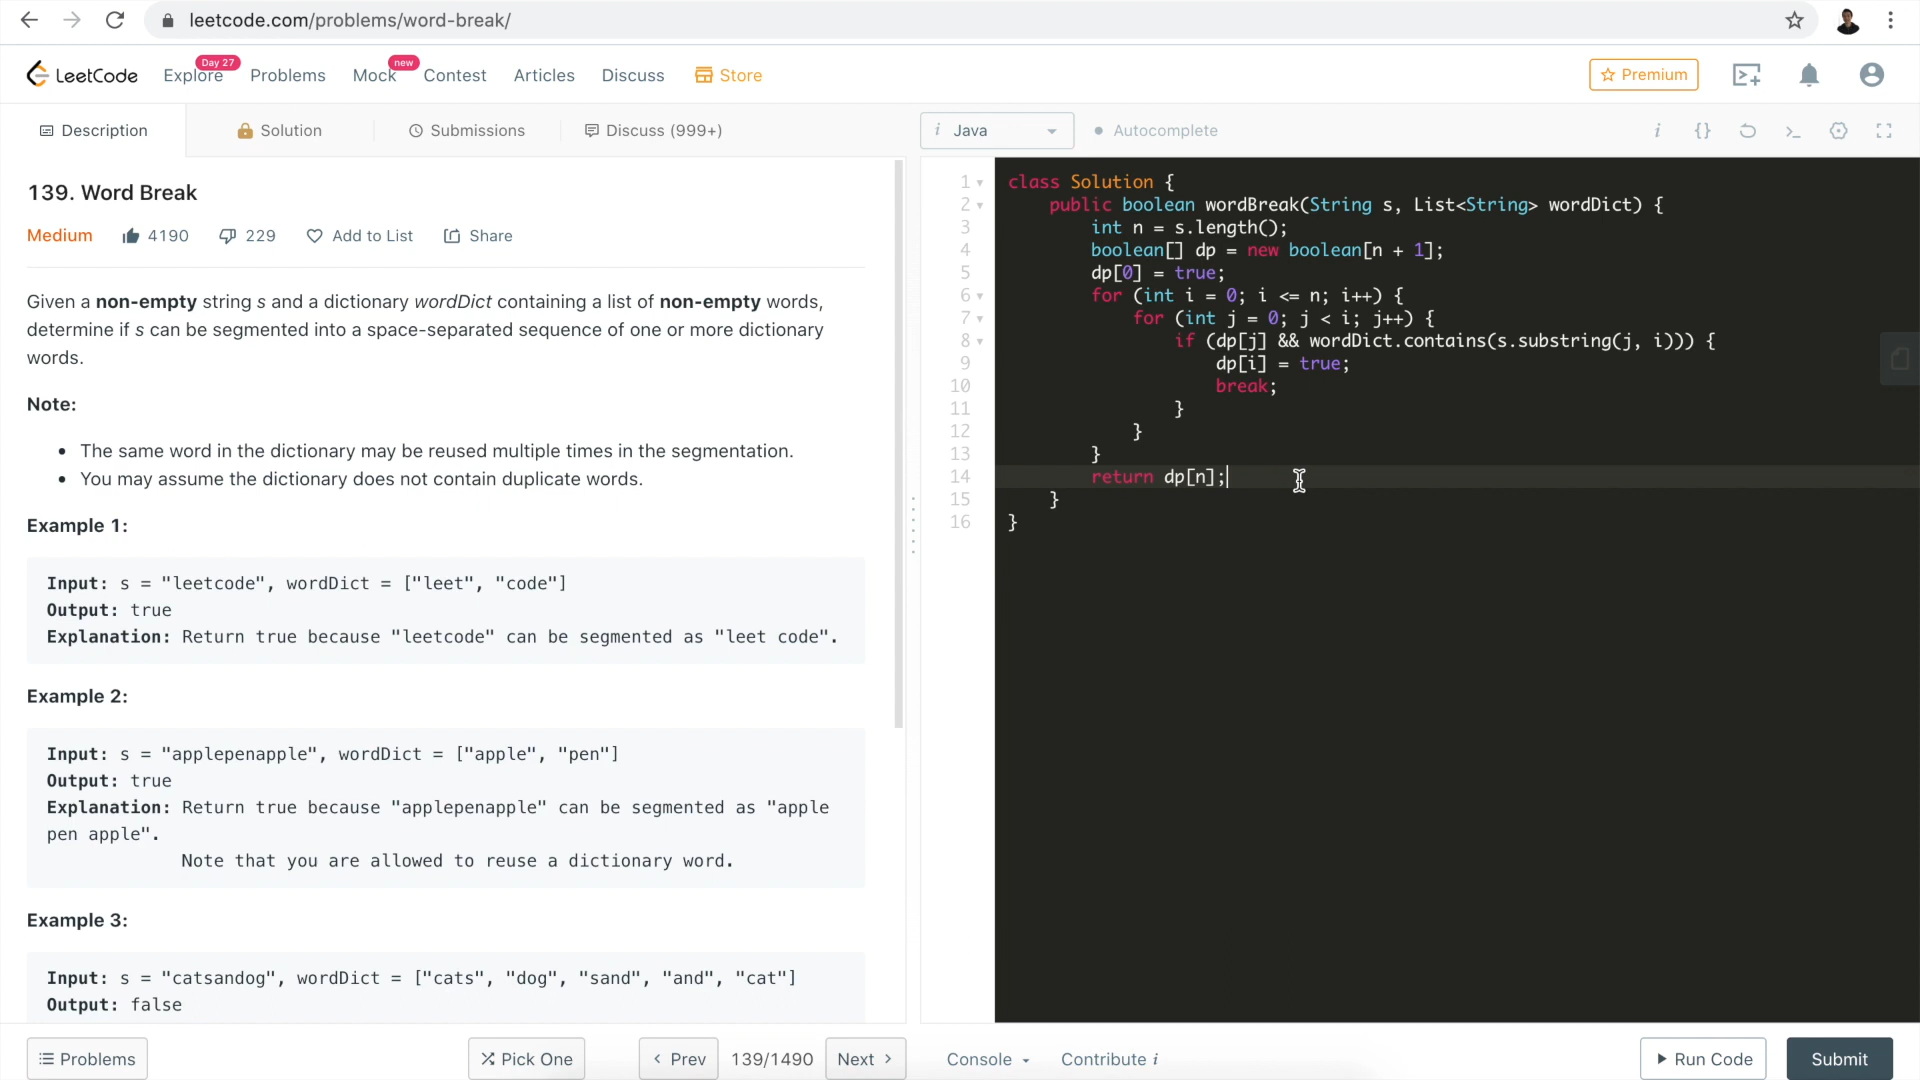 leetcode.com/problems/word-break/
LeetCode Explore Day 27 Problems Mock new Contest Articles Discuss Store Premium
Description Solution Submissions Discuss (999+)
i Java Autocomplete i {}
139. Word Break
Medium 4190 229 Add to List Share
Given a non-empty string s and a dictionary wordDict containing a list of non-empty words,
determine if s can be segmented into a space-separated sequence of one or more dictionary
words.
Note:
• The same word in the dictionary may be reused multiple times in the segmentation.
• You may assume the dictionary does not contain duplicate words.
Example 1:
Input: s = "leetcode", wordDict = ["leet", "code"]
Output: true
Explanation: Return true because "leetcode" can be segmented as "leet code".
Example 2:
Input: s = "applepenapple", wordDict = ["apple", "pen"]
Output: true
Explanation: Return true because "applepenapple" can be segmented as "apple
pen apple".
Note that you are allowed to reuse a dictionary word.
Example 3:
Input: s = "catsandog", wordDict = ["cats", "dog", "sand", "and", "cat"]
Output: false
1 class Solution {
2 public boolean wordBreak(String s, List<String> wordDict) {
3 int n = s.length();
4 boolean[] dp = new boolean[n + 1];
5 dp[0] = true;
6 for (int i = 0; i <= n; i++) {
7 for (int j = 0; j < i; j++) {
8 if (dp[j] && wordDict.contains(s.substring(j, i))) {
9 dp[i] = true;
10 break;
11 }
12 }
13 }
14 return dp[n];
15 }
16 }
Problems Pick One Prev 139/1490 Next Console Contribute i Run Code Submit